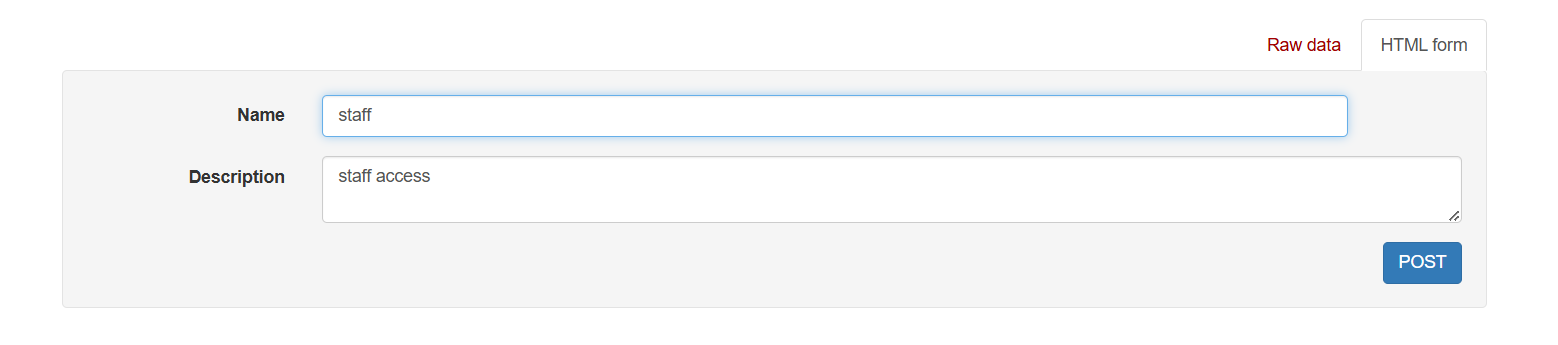 Raw data
HTML form
Name
staff
Description
staff access
POST